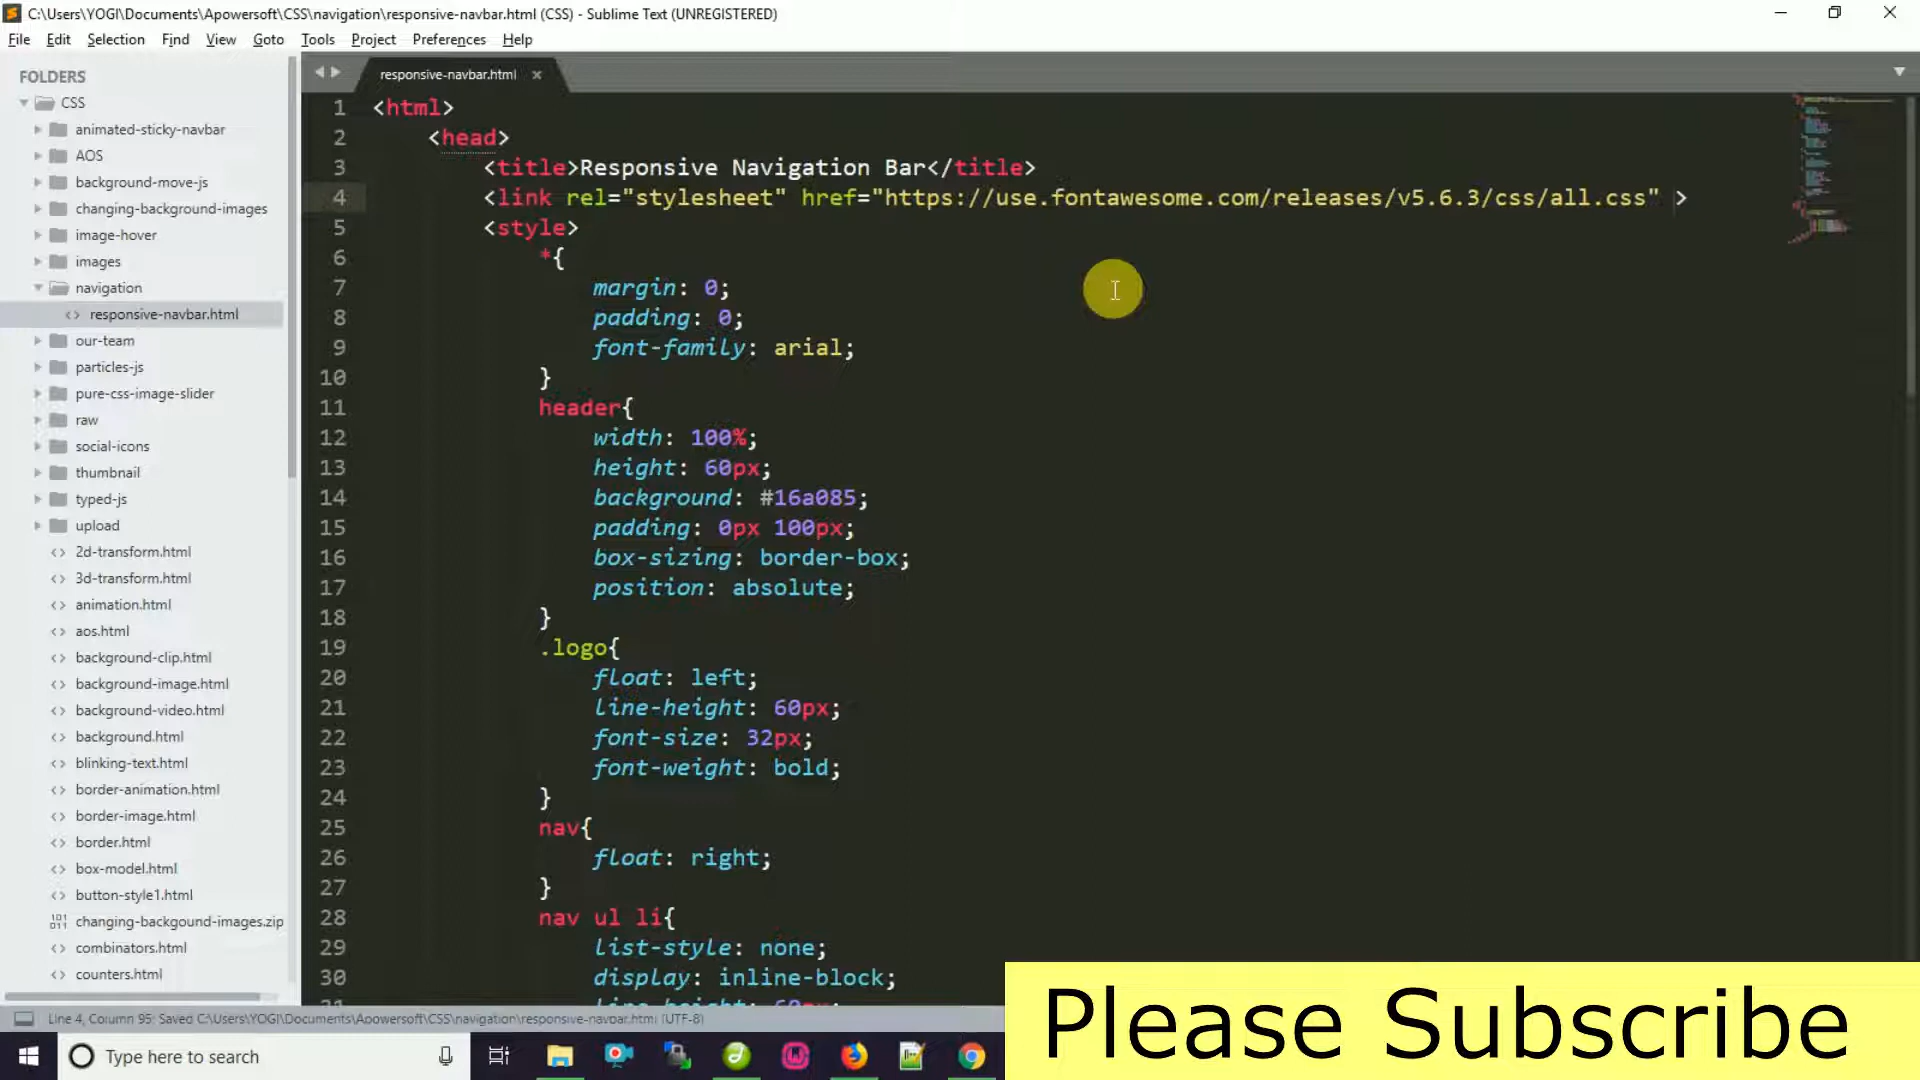 C:\Users\YOGI\Documents\Apowersoft\CSS\navigation\responsive-navbar.html (CSS) - Sublime Text (UNREGISTERED)
File Edit Selection Find View Goto Tools Project Preferences Help
FOLDERS
CSS
animated-sticky-navbar
AOS
background-move-js
changing-background-images
image-hover
images
navigation
responsive-navbar.html
our-team
particles-js
pure-css-image-slider
raw
social-icons
thumbnail
typed-js
upload
2d-transform.html
3d-transform.html
animation.html
aos.html
background-clip.html
background-image.html
background-video.html
background.html
blinking-text.html
border-animation.html
border-image.html
border.html
box-model.html
button-style1.html
changing-backgound-images.zip
combinators.html
counters.html
responsive-navbar.html
1 <html>
2 <head>
3 <title>Responsive Navigation Bar</title>
4 <link rel="stylesheet" href="https://use.fontawesome.com/releases/v5.6.3/css/all.css" >
5 <style>
6 *{
7 margin: 0;
8 padding: 0;
9 font-family: arial;
10 }
11 header{
12 width: 100%;
13 height: 60px;
14 background: #16a085;
15 padding: 0px 100px;
16 box-sizing: border-box;
17 position: absolute;
18 }
19 .logo{
20 float: left;
21 line-height: 60px;
22 font-size: 32px;
23 font-weight: bold;
24 }
25 nav{
26 float: right;
27 }
28 nav ul li{
29 list-style: none;
30 display: inline-block;
31 line-height: 60px;
Line 4, Column 95; Saved C:\Users\YOGI\Documents\Apowersoft\CSS\navigation\responsive-navbar.html (UTF-8)
Type here to search
Please Subscribe